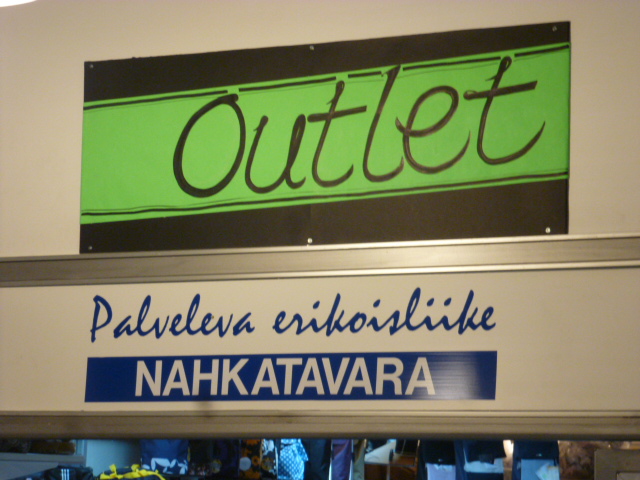 Outlet
Palveleva erikoisliike
NAHKATAVARA